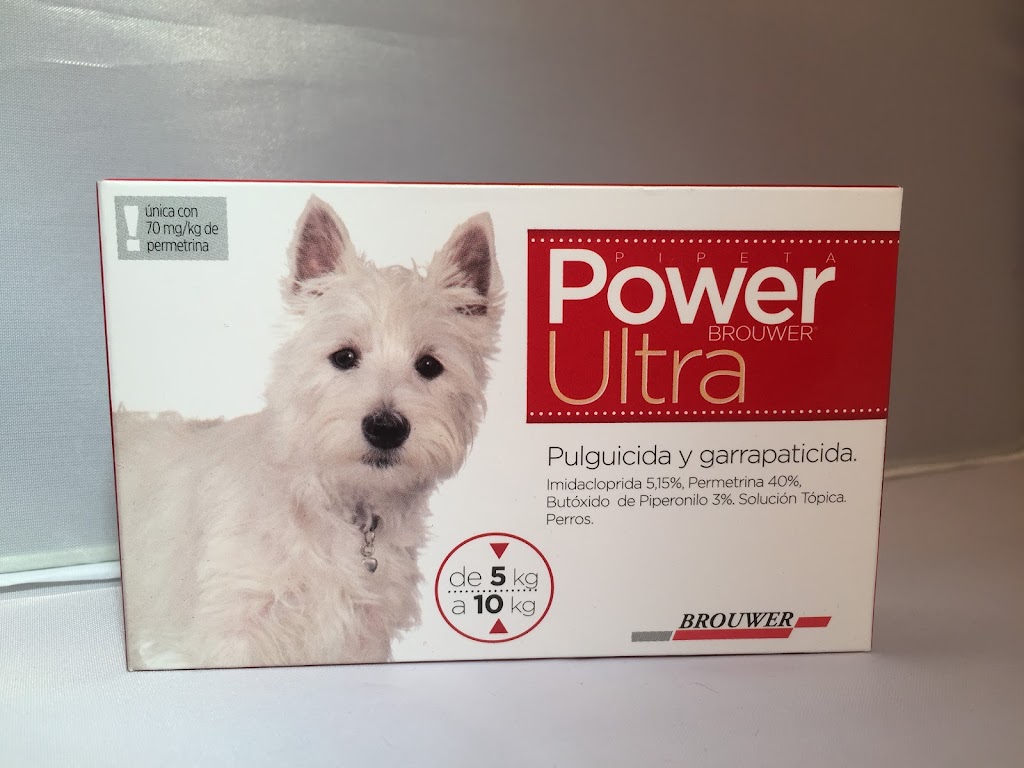 !
única con
70 mg/kg de
permetrina
PIPETA
Power
BROUWER®
Ultra
Pulguicida y garrapaticida.
Imidacloprida 5,15%, Permetrina 40%,
Butóxido de Piperonilo 3%. Solución Tópica.
Perros.
de 5 kg
a 10 kg
BROUWER